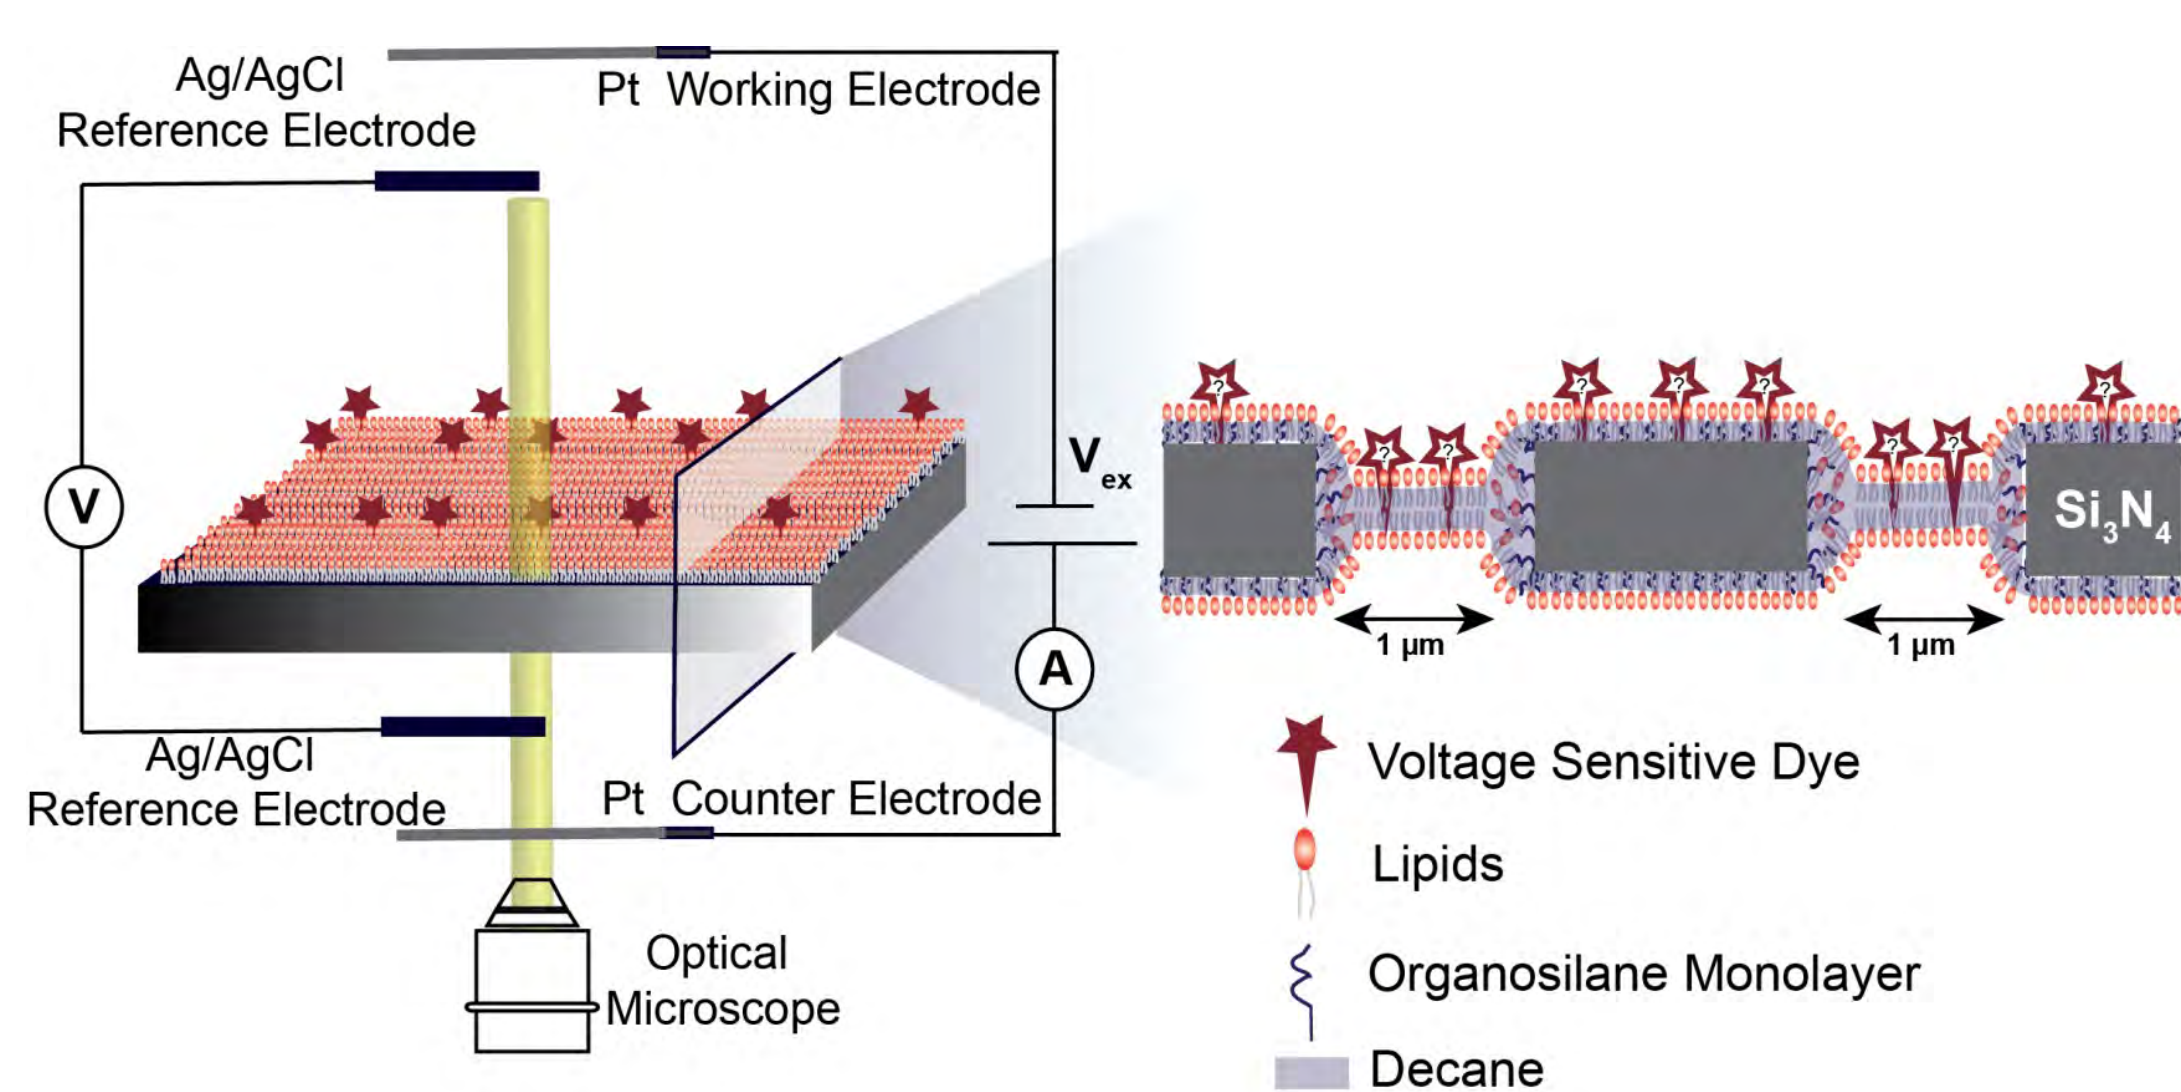 Ag/AgCl
Reference Electrode
Pt Working Electrode
V
V
ex
A
Ag/AgCl
Reference Electrode
Pt Counter Electrode
Optical
Microscope
? ? ? ? ?
? ? ? ?
Si3N4
1 µm 1 µm
Voltage Sensitive Dye
Lipids
Organosilane Monolayer
Decane